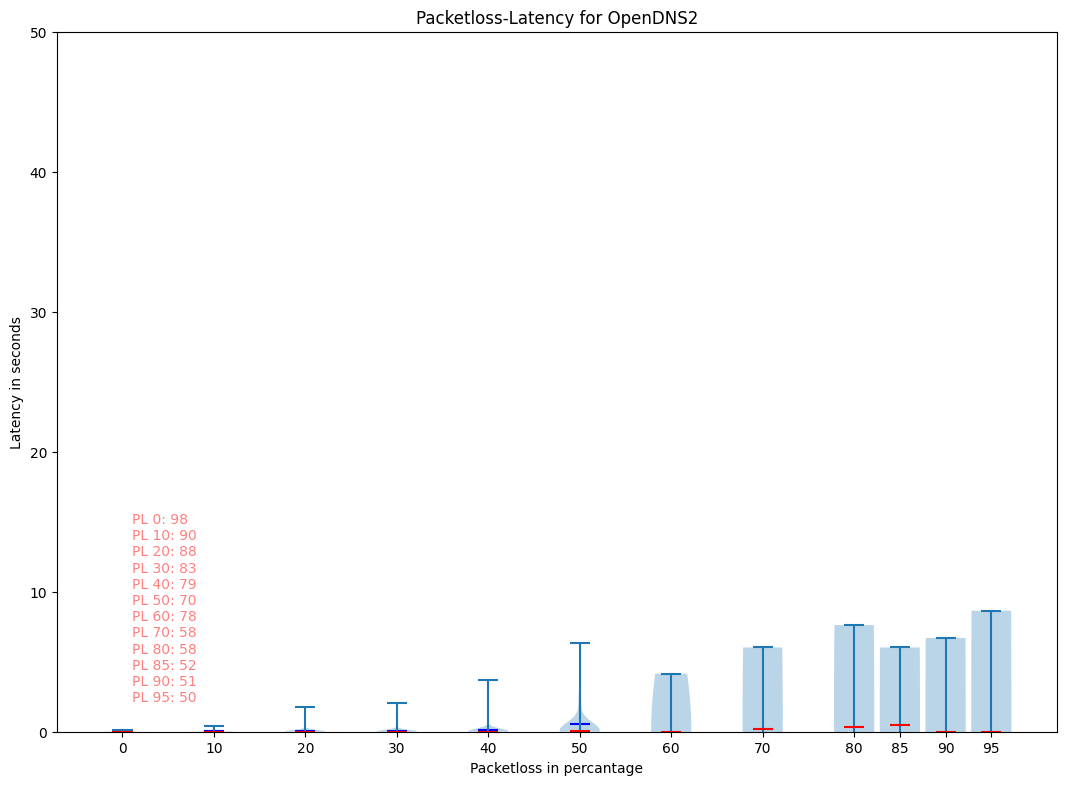 Packetloss-Latency for OpenDNS2
50
40
30
20
10
0
Latency in seconds
PL 0: 98
PL 10: 90
PL 20: 88
PL 30: 83
PL 40: 79
PL 50: 70
PL 60: 78
PL 70: 58
PL 80: 58
PL 85: 52
PL 90: 51
PL 95: 50
0 10 20 30 40 50 60 70 80 85 90 95
Packetloss in percantage